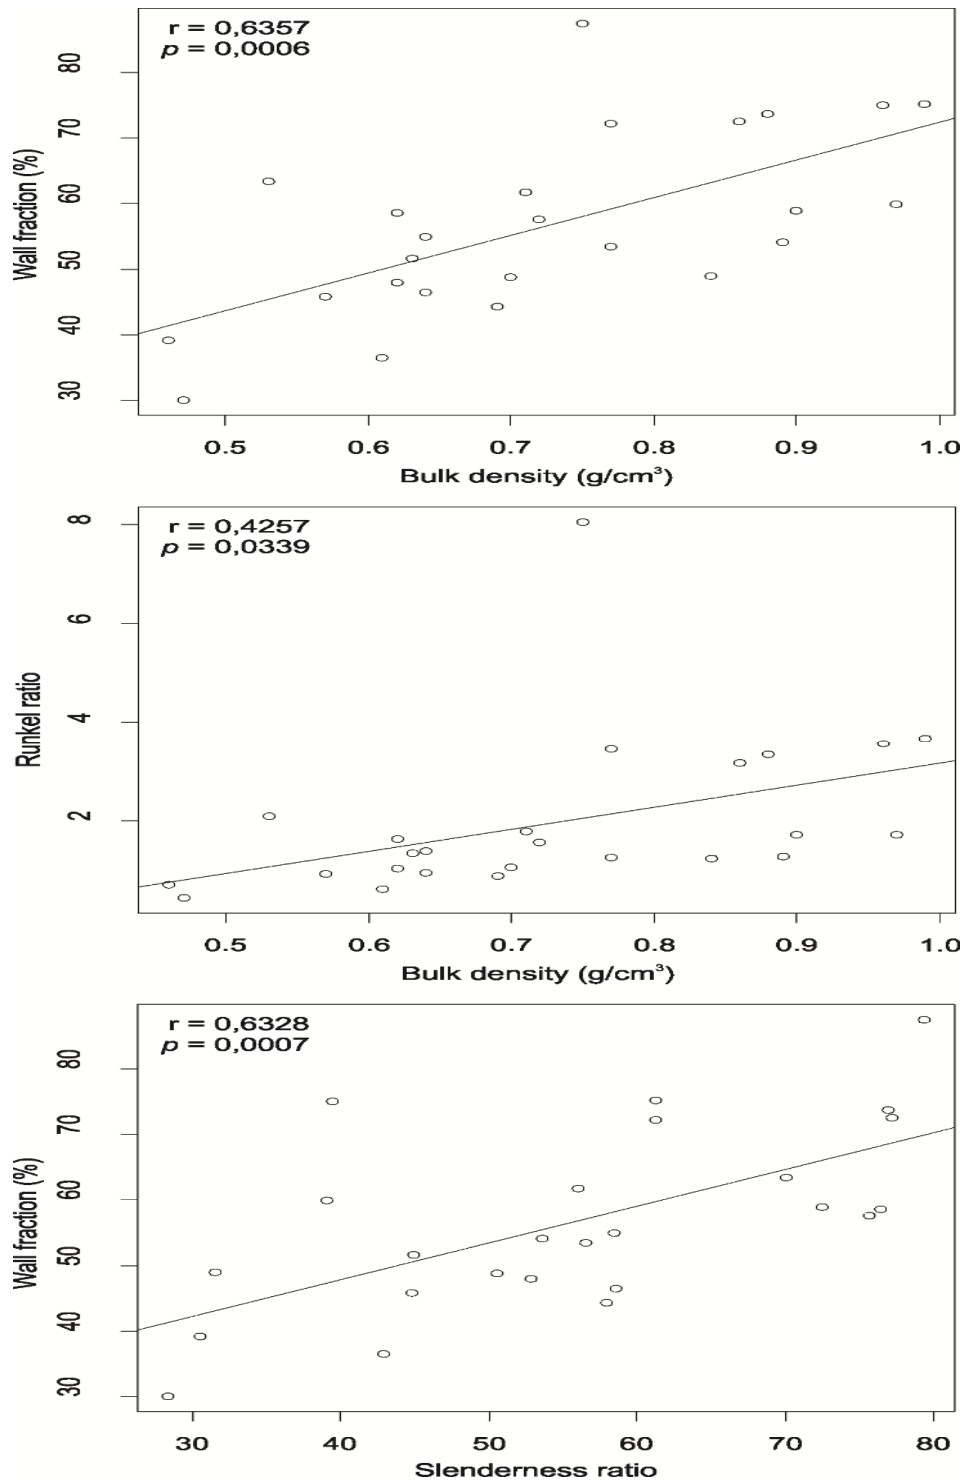 r = 0,6357
p = 0,0006
Wall fraction (%)
80
70
60
50
40
30
0.5 0.6 0.7 0.8 0.9 1.0
Bulk density (g/cm³)
r = 0,4257
p = 0,0339
Runkel ratio
8
6
4
2
0.5 0.6 0.7 0.8 0.9 1.0
Bulk density (g/cm³)
r = 0,6328
p = 0,0007
Wall fraction (%)
80
70
60
50
40
30
30 40 50 60 70 80
Slenderness ratio